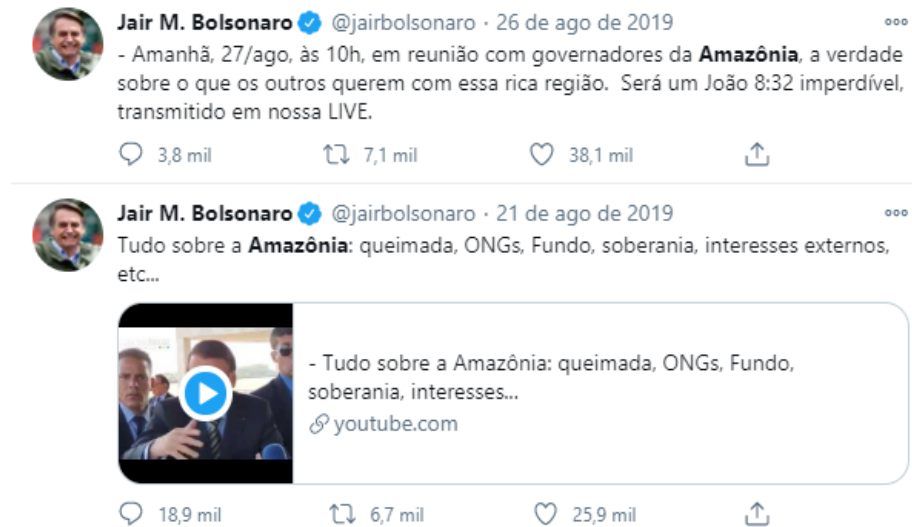 Jair M. Bolsonaro @jairbolsonaro · 26 de ago de 2019
- Amanhã, 27/ago, às 10h, em reunião com governadores da Amazônia, a verdade
sobre o que os outros querem com essa rica região.  Será um João 8:32 imperdível,
transmitido em nossa LIVE.
3,8 mil 7,1 mil 38,1 mil
Jair M. Bolsonaro @jairbolsonaro · 21 de ago de 2019
Tudo sobre a Amazônia: queimada, ONGs, Fundo, soberania, interesses externos,
etc...
- Tudo sobre a Amazônia: queimada, ONGs, Fundo,
soberania, interesses...
youtube.com
18,9 mil 6,7 mil 25,9 mil